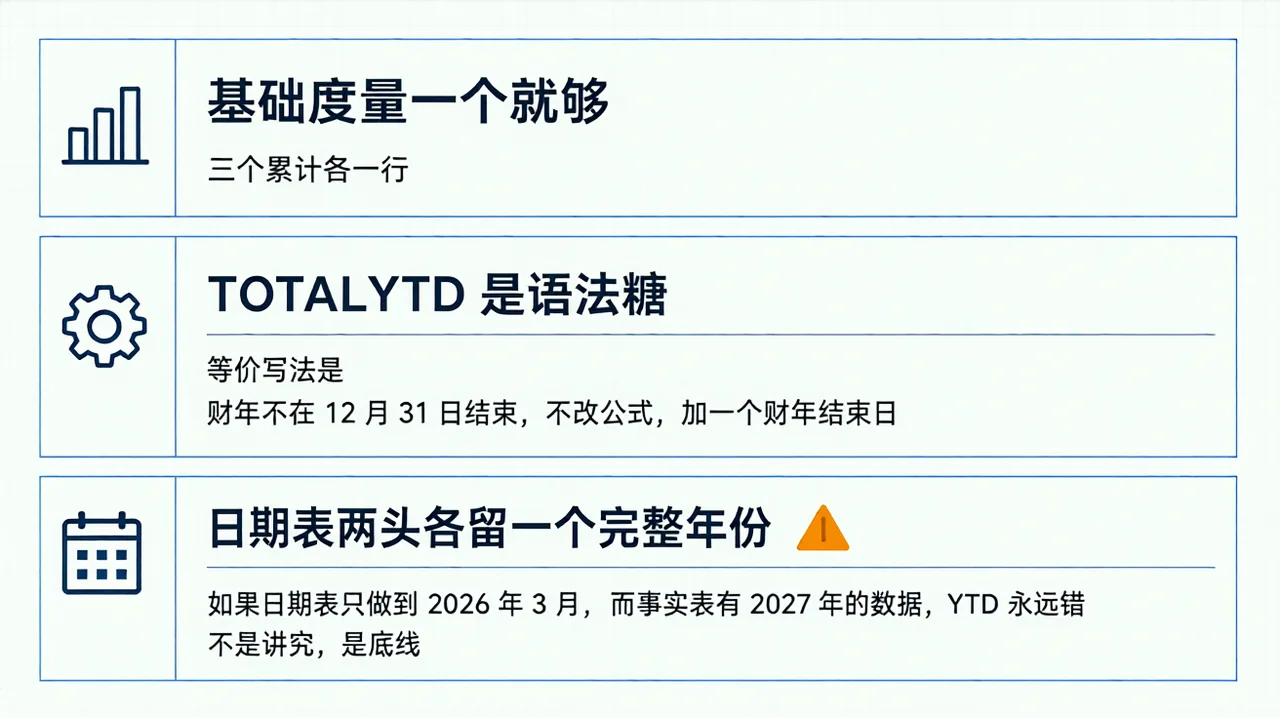 基础度量一个就够
三个累计各一行
TOTALYTD 是语法糖
等价写法是
财年不在 12 月 31 日结束，不改公式，加一个财年结束日
日期表两头各留一个完整年份
如果日期表只做到 2026 年 3 月，而事实表有 2027 年的数据，YTD 永远错
不是讲究，是底线